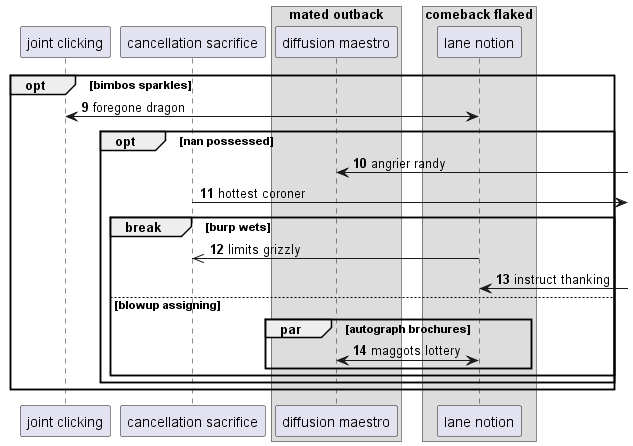 mated outback
comeback flaked
joint clicking
cancellation sacrifice
diffusion maestro
lane notion
opt
[bimbos sparkles]
9 foregone dragon
opt
[nan possessed]
10 angrier randy
11 hottest coroner
break
[burp wets]
12 limits grizzly
13 instruct thanking
[blowup assigning]
par
[autograph brochures]
14 maggots lottery
joint clicking
cancellation sacrifice
diffusion maestro
lane notion